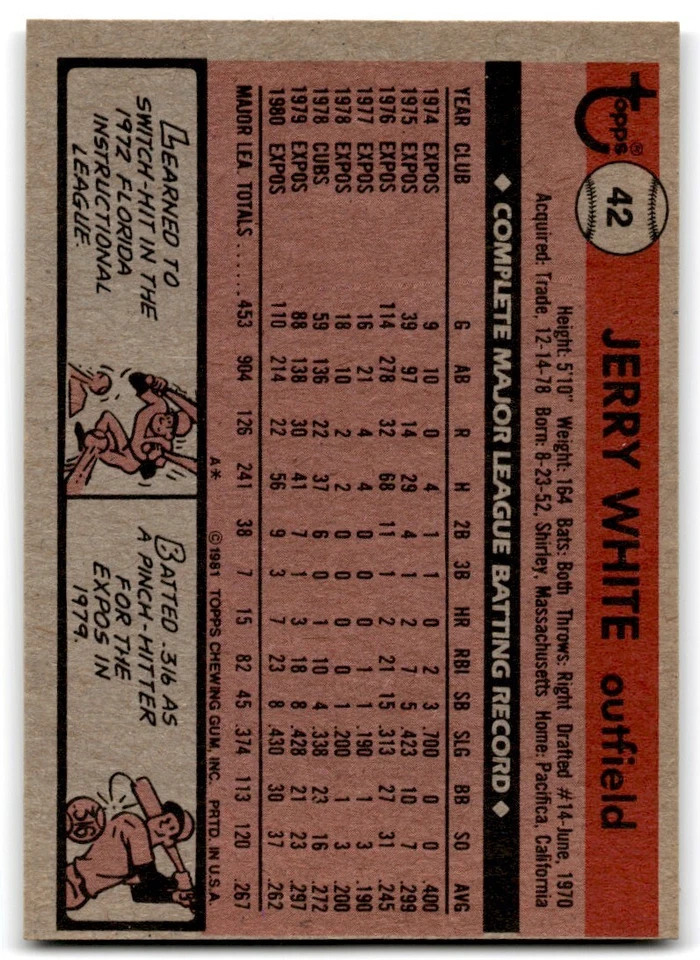 topps®
42
JERRY WHITE outfield
Height: 5'10" Weight: 164 Bats: Both Throws: Right Drafted #14-June, 1970
Acquired: Trade, 12-14-78 Born: 8-23-52, Shirley, Massachusetts Home: Pacifica, California
◆ COMPLETE MAJOR LEAGUE BATTING RECORD ◆
YEAR CLUB G AB R H 2B 3B HR RBI SB SLG BB SO AVG
1974 EXPOS 9 10 0 4 1 1 0 2 3 .700 0 0 .400
1975 EXPOS 39 97 14 29 4 1 2 7 5 .423 10 7 .299
1976 EXPOS 114 278 32 68 11 1 2 21 15 .313 27 31 .245
1977 EXPOS 16 21 4 4 0 0 0 1 1 .190 1 3 .190
1978 EXPOS 18 10 2 2 0 0 0 0 1 .200 1 3 .200
1978 CUBS 59 136 22 37 6 0 1 10 4 .338 23 16 .272
1979 EXPOS 88 138 30 41 7 1 3 18 8 .428 21 23 .297
1980 EXPOS 110 214 22 56 9 3 7 23 8 .430 30 37 .262
MAJOR LEA. TOTALS ...... 453 904 126 241 38 7 15 82 45 .374 113 120 .267
A* © 1981 TOPPS CHEWING GUM, INC. PRTD. IN U.S.A.
LEARNED TO
SWITCH-HIT IN THE
1972 FLORIDA
INSTRUCTIONAL
LEAGUE.
BATTED .316 AS
A PINCH-HITTER
FOR THE
EXPOS IN
1979.
316